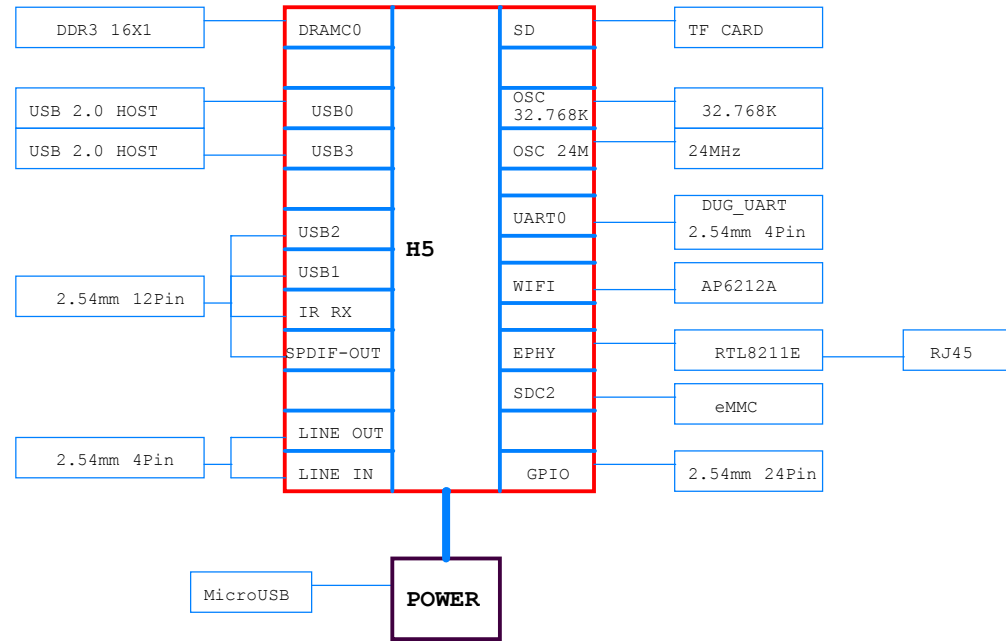 DDR3 16X1
DRAMC0
SD
TF CARD
USB 2.0 HOST
USB0
OSC
32.768K
32.768K
USB 2.0 HOST
USB3
OSC 24M
24MHz
UART0
DUG_UART
2.54mm 4Pin
USB2
H5
USB1
WIFI
AP6212A
2.54mm 12Pin
IR RX
SPDIF-OUT
EPHY
RTL8211E
RJ45
SDC2
eMMC
LINE OUT
2.54mm 4Pin
LINE IN
GPIO
2.54mm 24Pin
MicroUSB
POWER